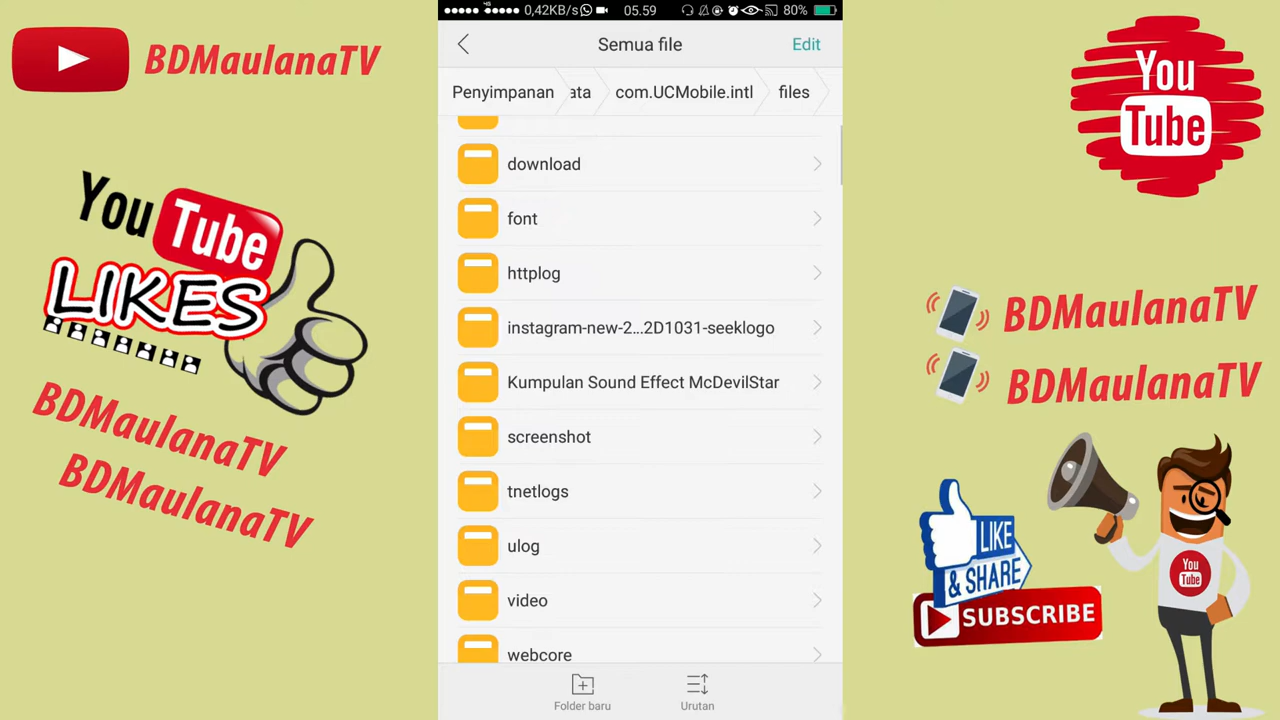 BDMaulanaTV
You
Tube
LIKES
BDMaulanaTV
BDMaulanaTV
0,42KB/s
05.59
80%
Semua file
Edit
Penyimpanan
ata
com.UCMobile.intl
files
download
font
httplog
instagram-new-2...2D1031-seeklogo
Kumpulan Sound Effect McDevilStar
screenshot
tnetlogs
ulog
video
webcore
Folder baru
Urutan
You
Tube
BDMaulanaTV
BDMaulanaTV
LIKE
& SHARE
SUBSCRIBE
You
Tube